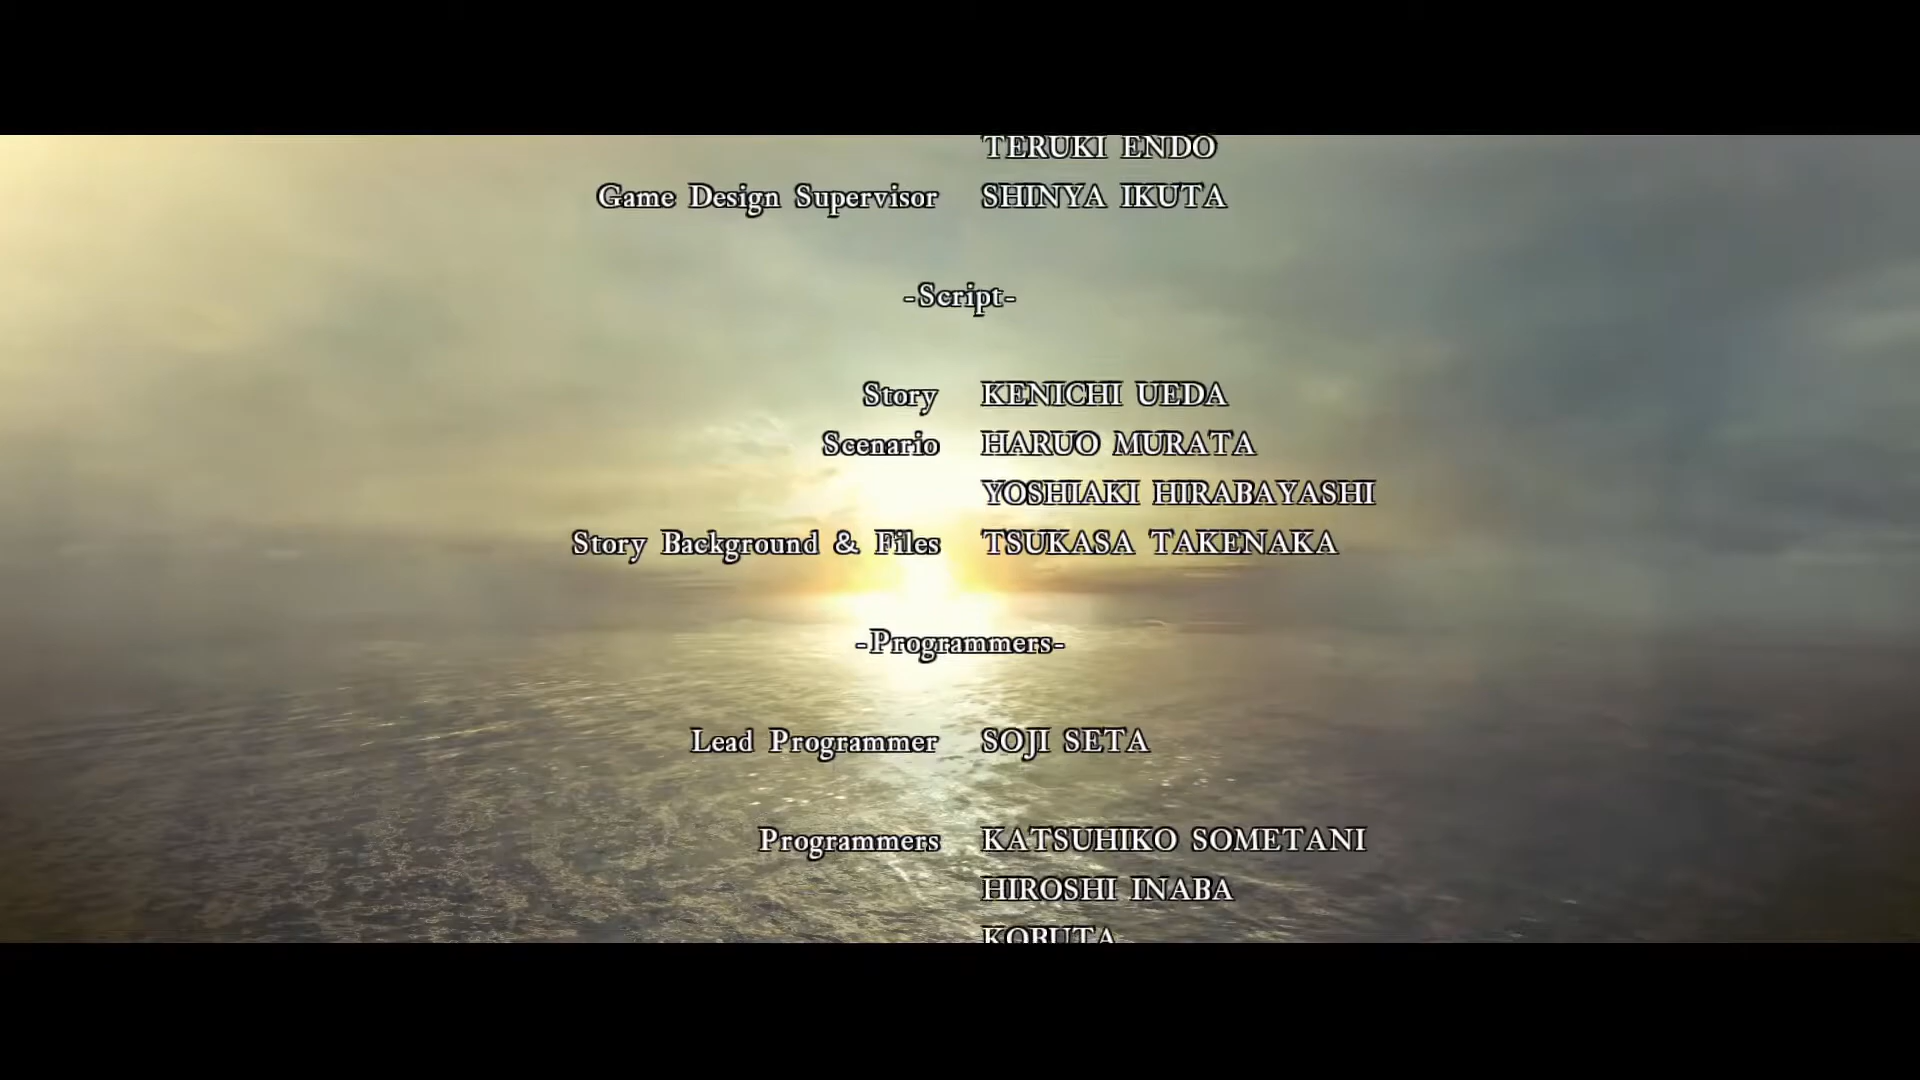 TERUKI ENDO
Game Design Supervisor SHINYA IKUTA
-Script-
Story KENICHI UEDA
Scenario HARUO MURATA
YOSHIAKI HIRABAYASHI
Story Background & Files TSUKASA TAKENAKA
-Programmers-
Lead Programmer SOJI SETA
Programmers KATSUHIKO SOMETANI
HIROSHI INABA
KOBUTA